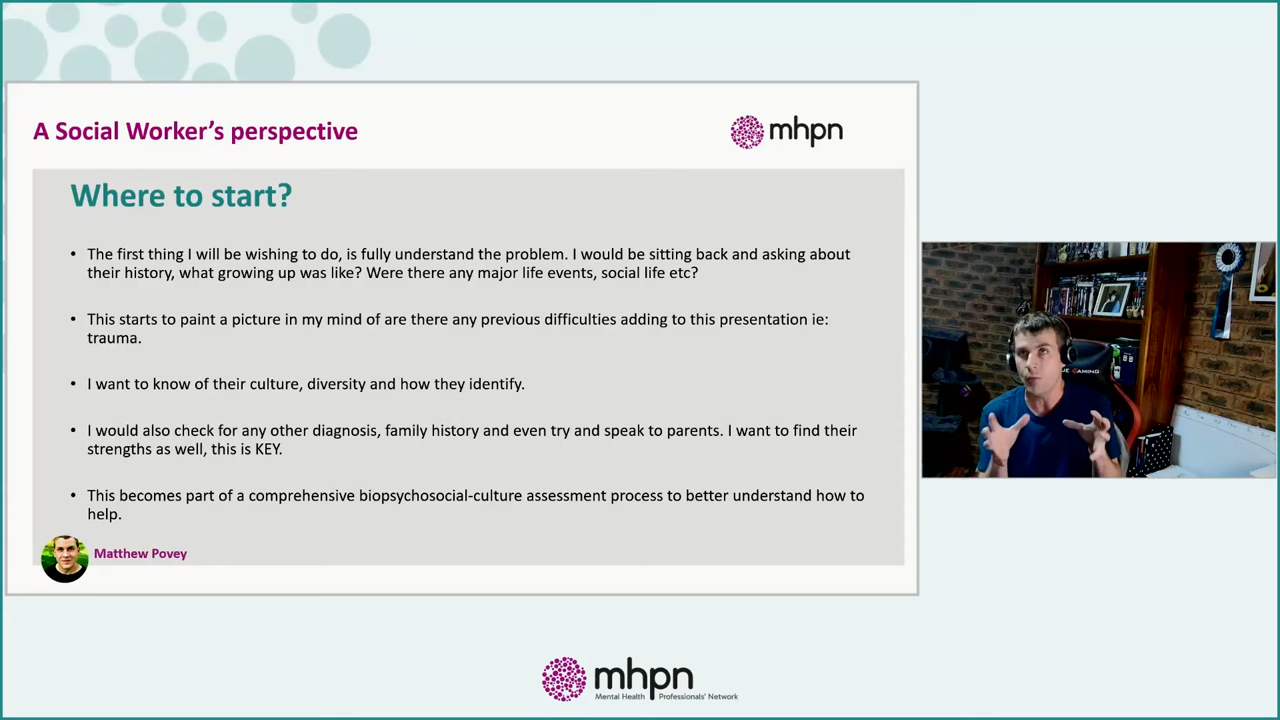 A Social Worker's perspective
mhpn
Where to start?
• The first thing I will be wishing to do, is fully understand the problem. I would be sitting back and asking about
their history, what growing up was like? Were there any major life events, social life etc?
• This starts to paint a picture in my mind of are there any previous difficulties adding to this presentation ie:
trauma.
• I want to know of their culture, diversity and how they identify.
• I would also check for any other diagnosis, family history and even try and speak to parents. I want to find their
strengths as well, this is KEY.
• This becomes part of a comprehensive biopsychosocial-culture assessment process to better understand how to
help.
Matthew Povey
GAMING
mhpn
Mental Health Professionals' Network